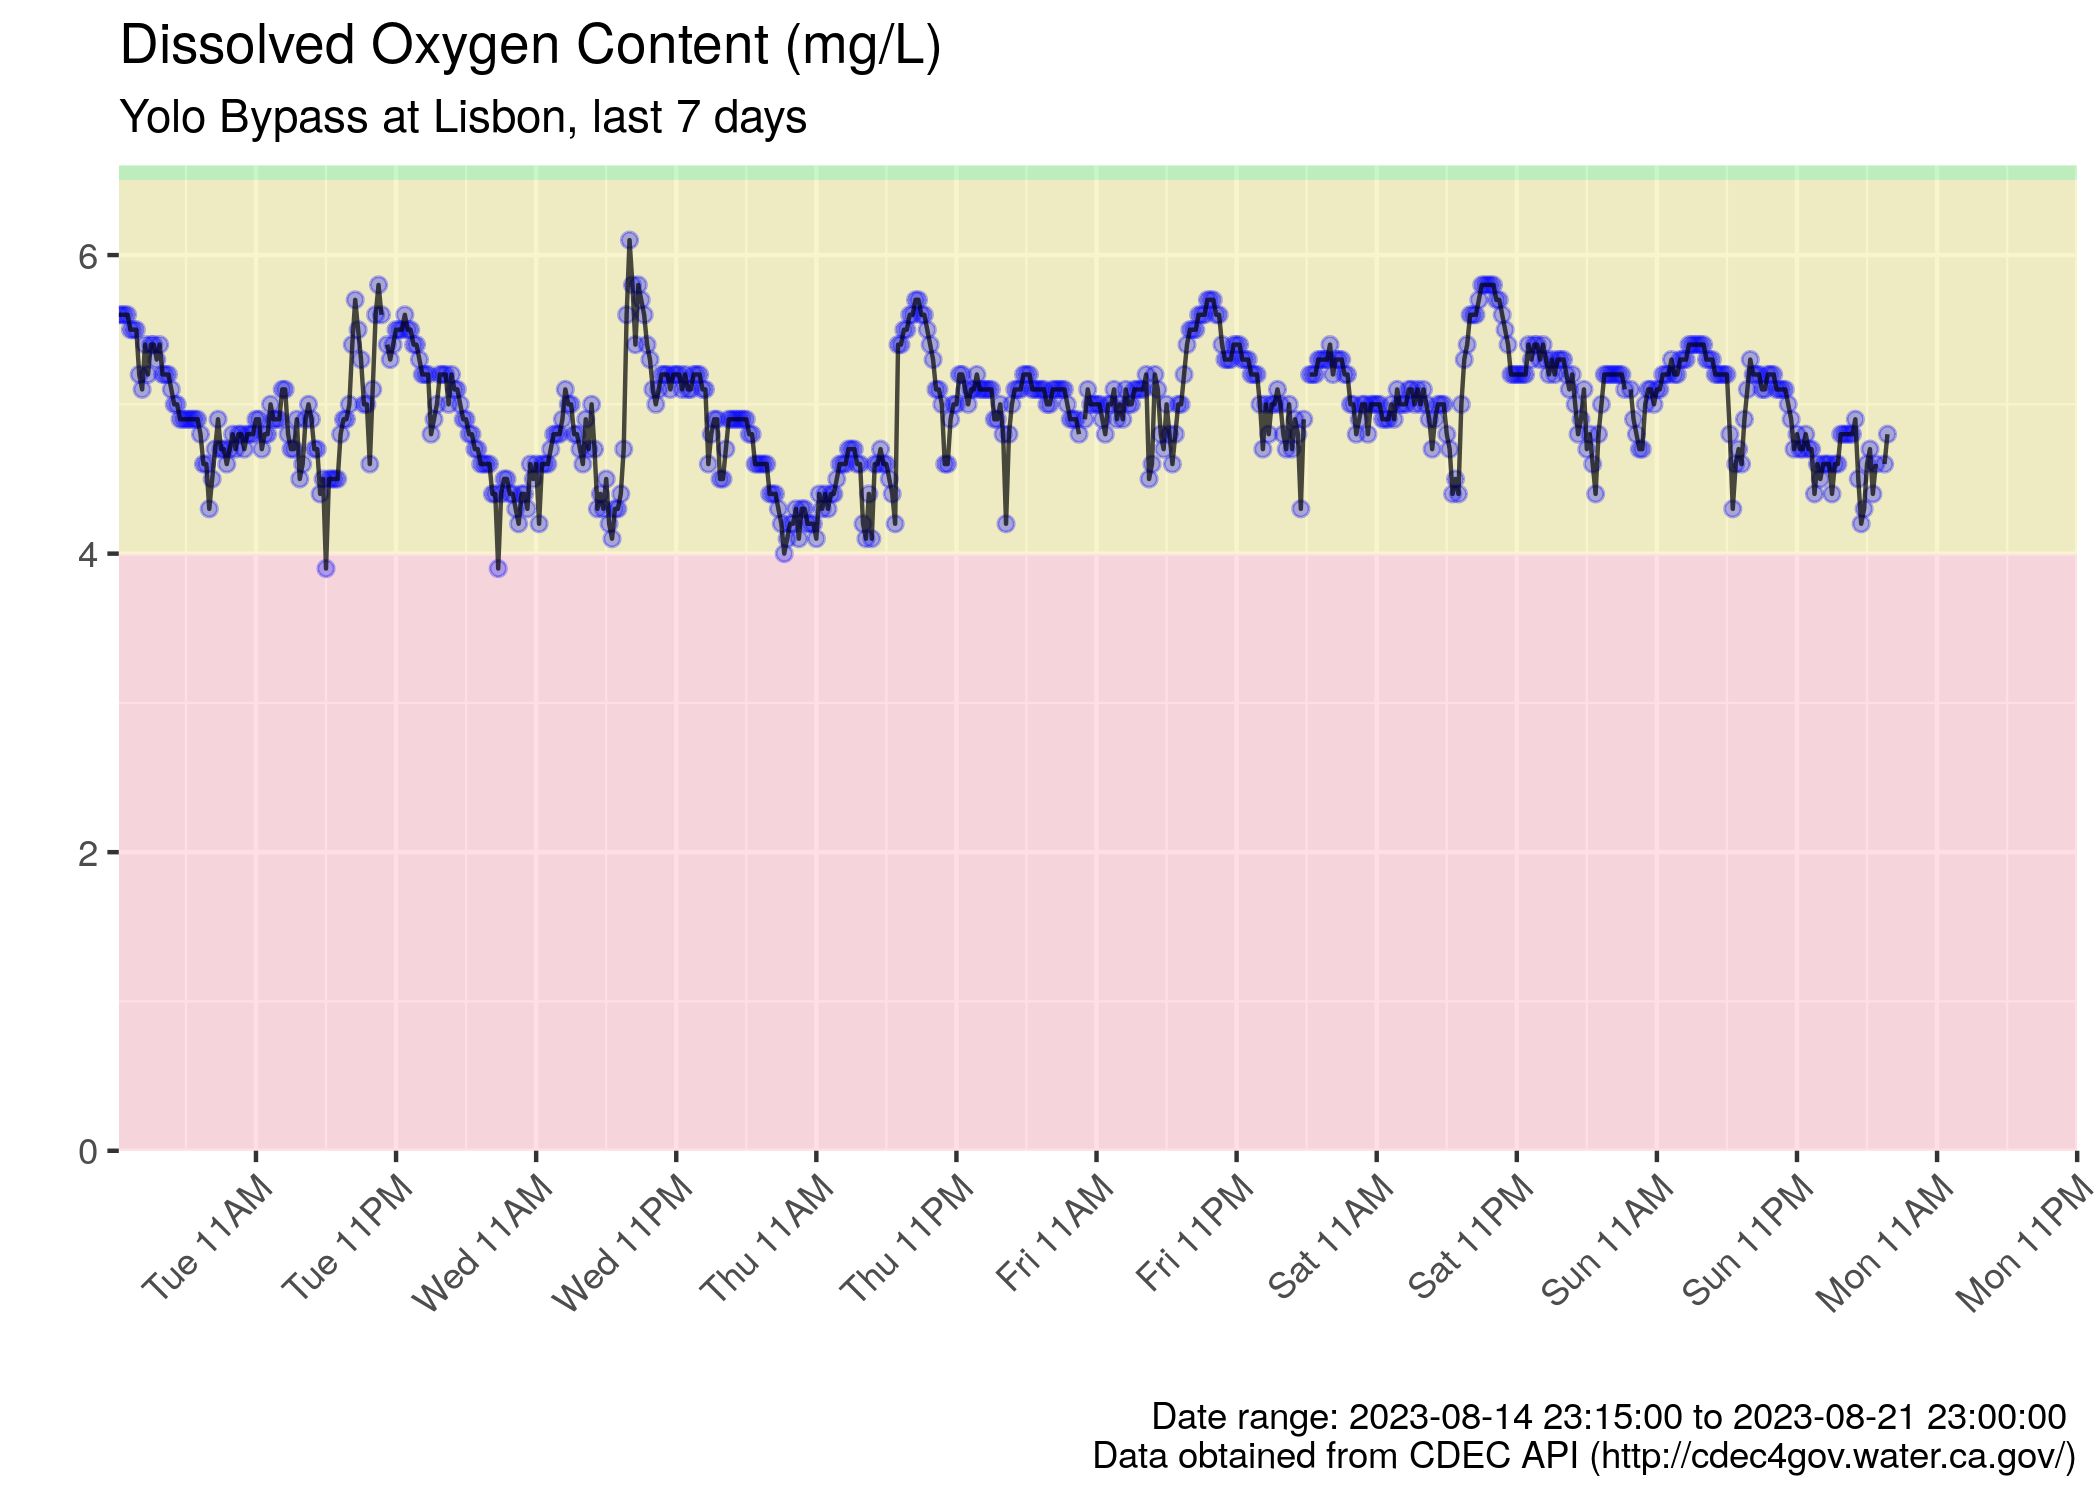 Dissolved Oxygen Content (mg/L)
Yolo Bypass at Lisbon, last 7 days
6
4
2
0
Tue 11AM
Tue 11PM
Wed 11AM
Wed 11PM
Thu 11AM
Thu 11PM
Fri 11AM
Fri 11PM
Sat 11AM
Sat 11PM
Sun 11AM
Sun 11PM
Mon 11AM
Mon 11PM
Date range: 2023-08-14 23:15:00 to 2023-08-21 23:00:00
Data obtained from CDEC API (http://cdec4gov.water.ca.gov/)